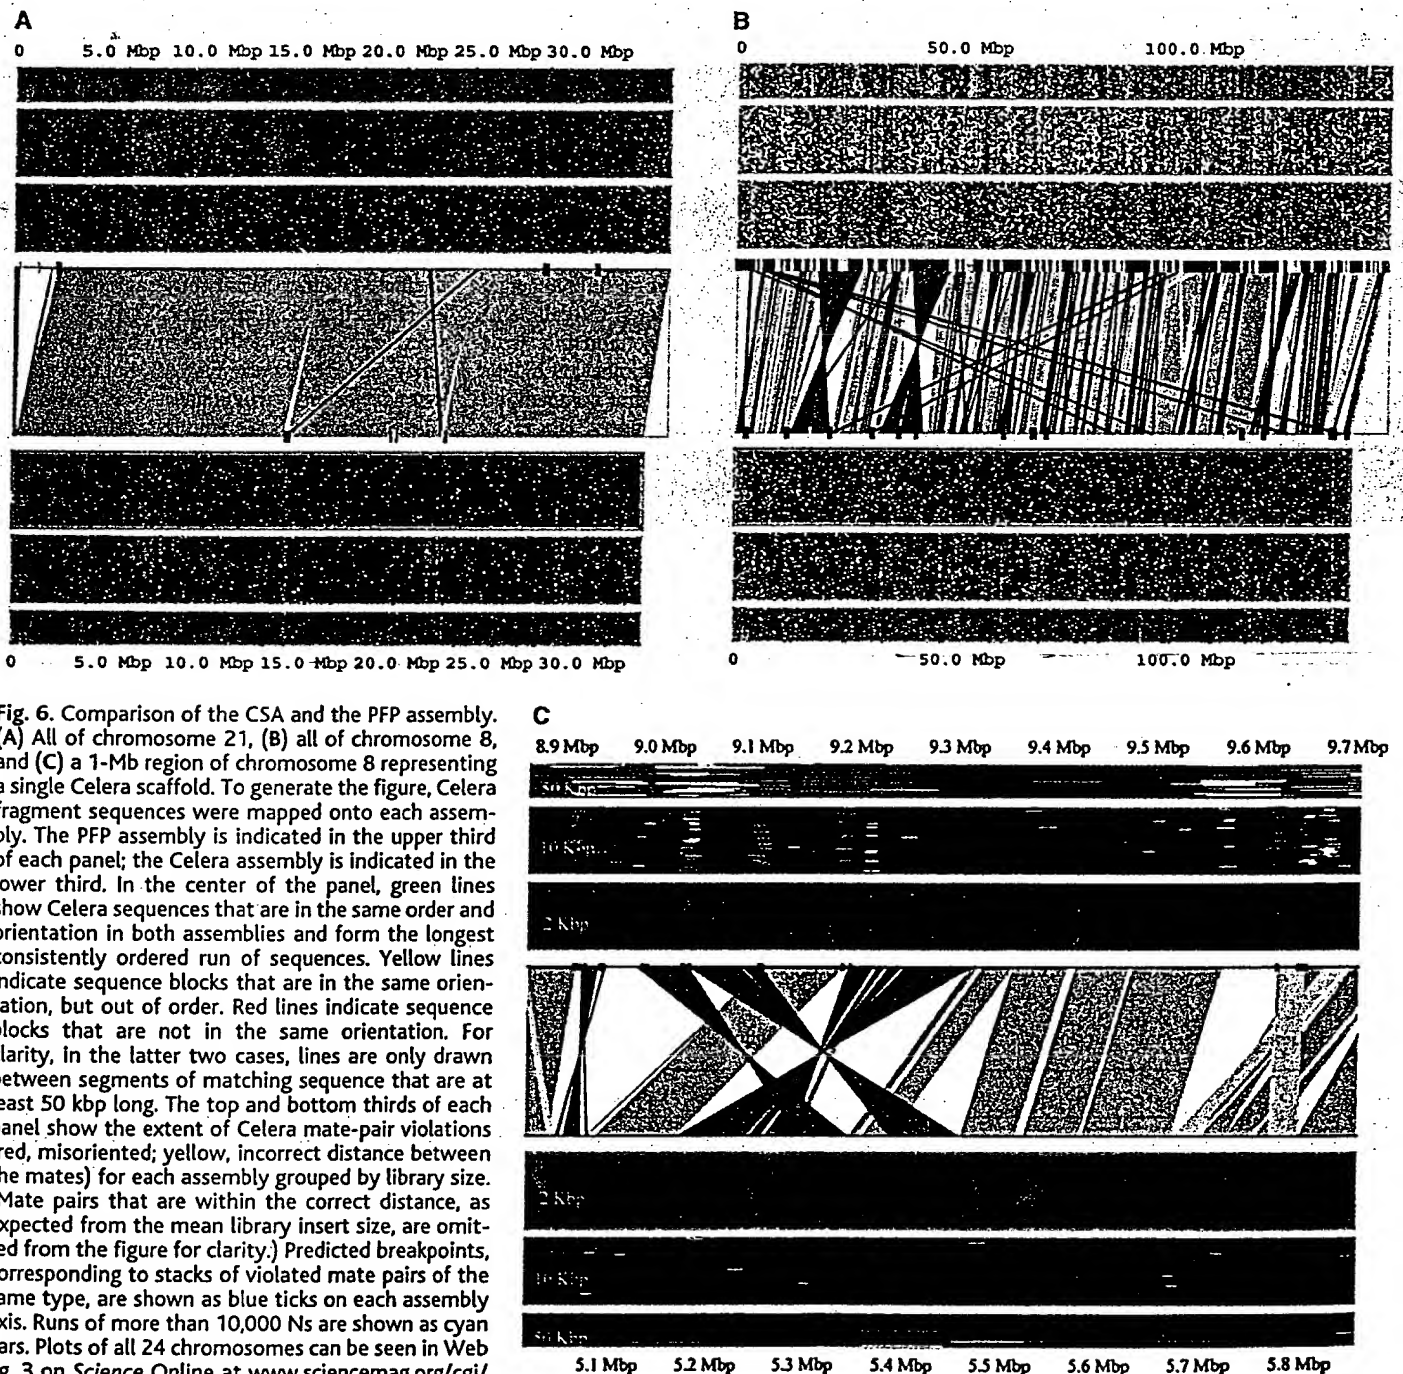 A
0 5.0 Mbp 10.0 Mbp 15.0 Mbp 20.0 Mbp 25.0 Mbp 30.0 Mbp
0 5.0 Mbp 10.0 Mbp 15.0 Mbp 20.0 Mbp 25.0 Mbp 30.0 Mbp
B
0 50.0 Mbp 100.0 Mbp
0 50.0 Mbp 100.0 Mbp
Fig. 6. Comparison of the CSA and the PFP assembly.
(A) All of chromosome 21, (B) all of chromosome 8,
and (C) a 1-Mb region of chromosome 8 representing
a single Celera scaffold. To generate the figure, Celera
fragment sequences were mapped onto each assem-
bly. The PFP assembly is indicated in the upper third
of each panel; the Celera assembly is indicated in the
lower third. In the center of the panel, green lines
show Celera sequences that are in the same order and
orientation in both assemblies and form the longest
consistently ordered run of sequences. Yellow lines
indicate sequence blocks that are in the same orien-
tation, but out of order. Red lines indicate sequence
blocks that are not in the same orientation. For
clarity, in the latter two cases, lines are only drawn
between segments of matching sequence that are at
least 50 kbp long. The top and bottom thirds of each
panel show the extent of Celera mate-pair violations
(red, misoriented; yellow, incorrect distance between
the mates) for each assembly grouped by library size.
(Mate pairs that are within the correct distance, as
expected from the mean library insert size, are omit-
ted from the figure for clarity.) Predicted breakpoints,
corresponding to stacks of violated mate pairs of the
same type, are shown as blue ticks on each assembly
axis. Runs of more than 10,000 Ns are shown as cyan
bars. Plots of all 24 chromosomes can be seen in Web
fig. 3 on Science Online at www.sciencemag.org/cgi/
C
8.9 Mbp 9.0 Mbp 9.1 Mbp 9.2 Mbp 9.3 Mbp 9.4 Mbp 9.5 Mbp 9.6 Mbp 9.7 Mbp
50 Kbp
10 Kbp
2 Kbp
2 Kbp
10 Kbp
50 Kbp
5.1 Mbp 5.2 Mbp 5.3 Mbp 5.4 Mbp 5.5 Mbp 5.6 Mbp 5.7 Mbp 5.8 Mbp